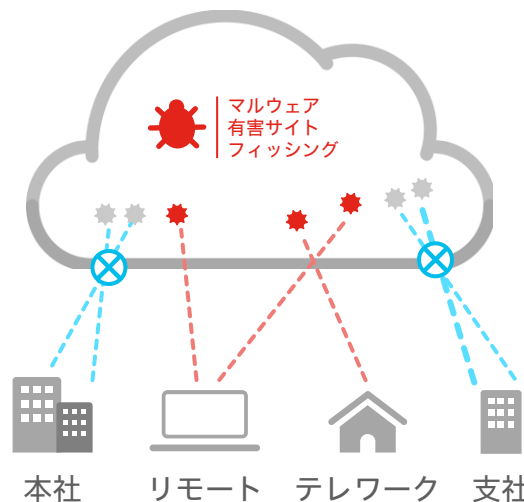 マルウェア
有害サイト
フィッシング
本社 リモート テレワーク 支社